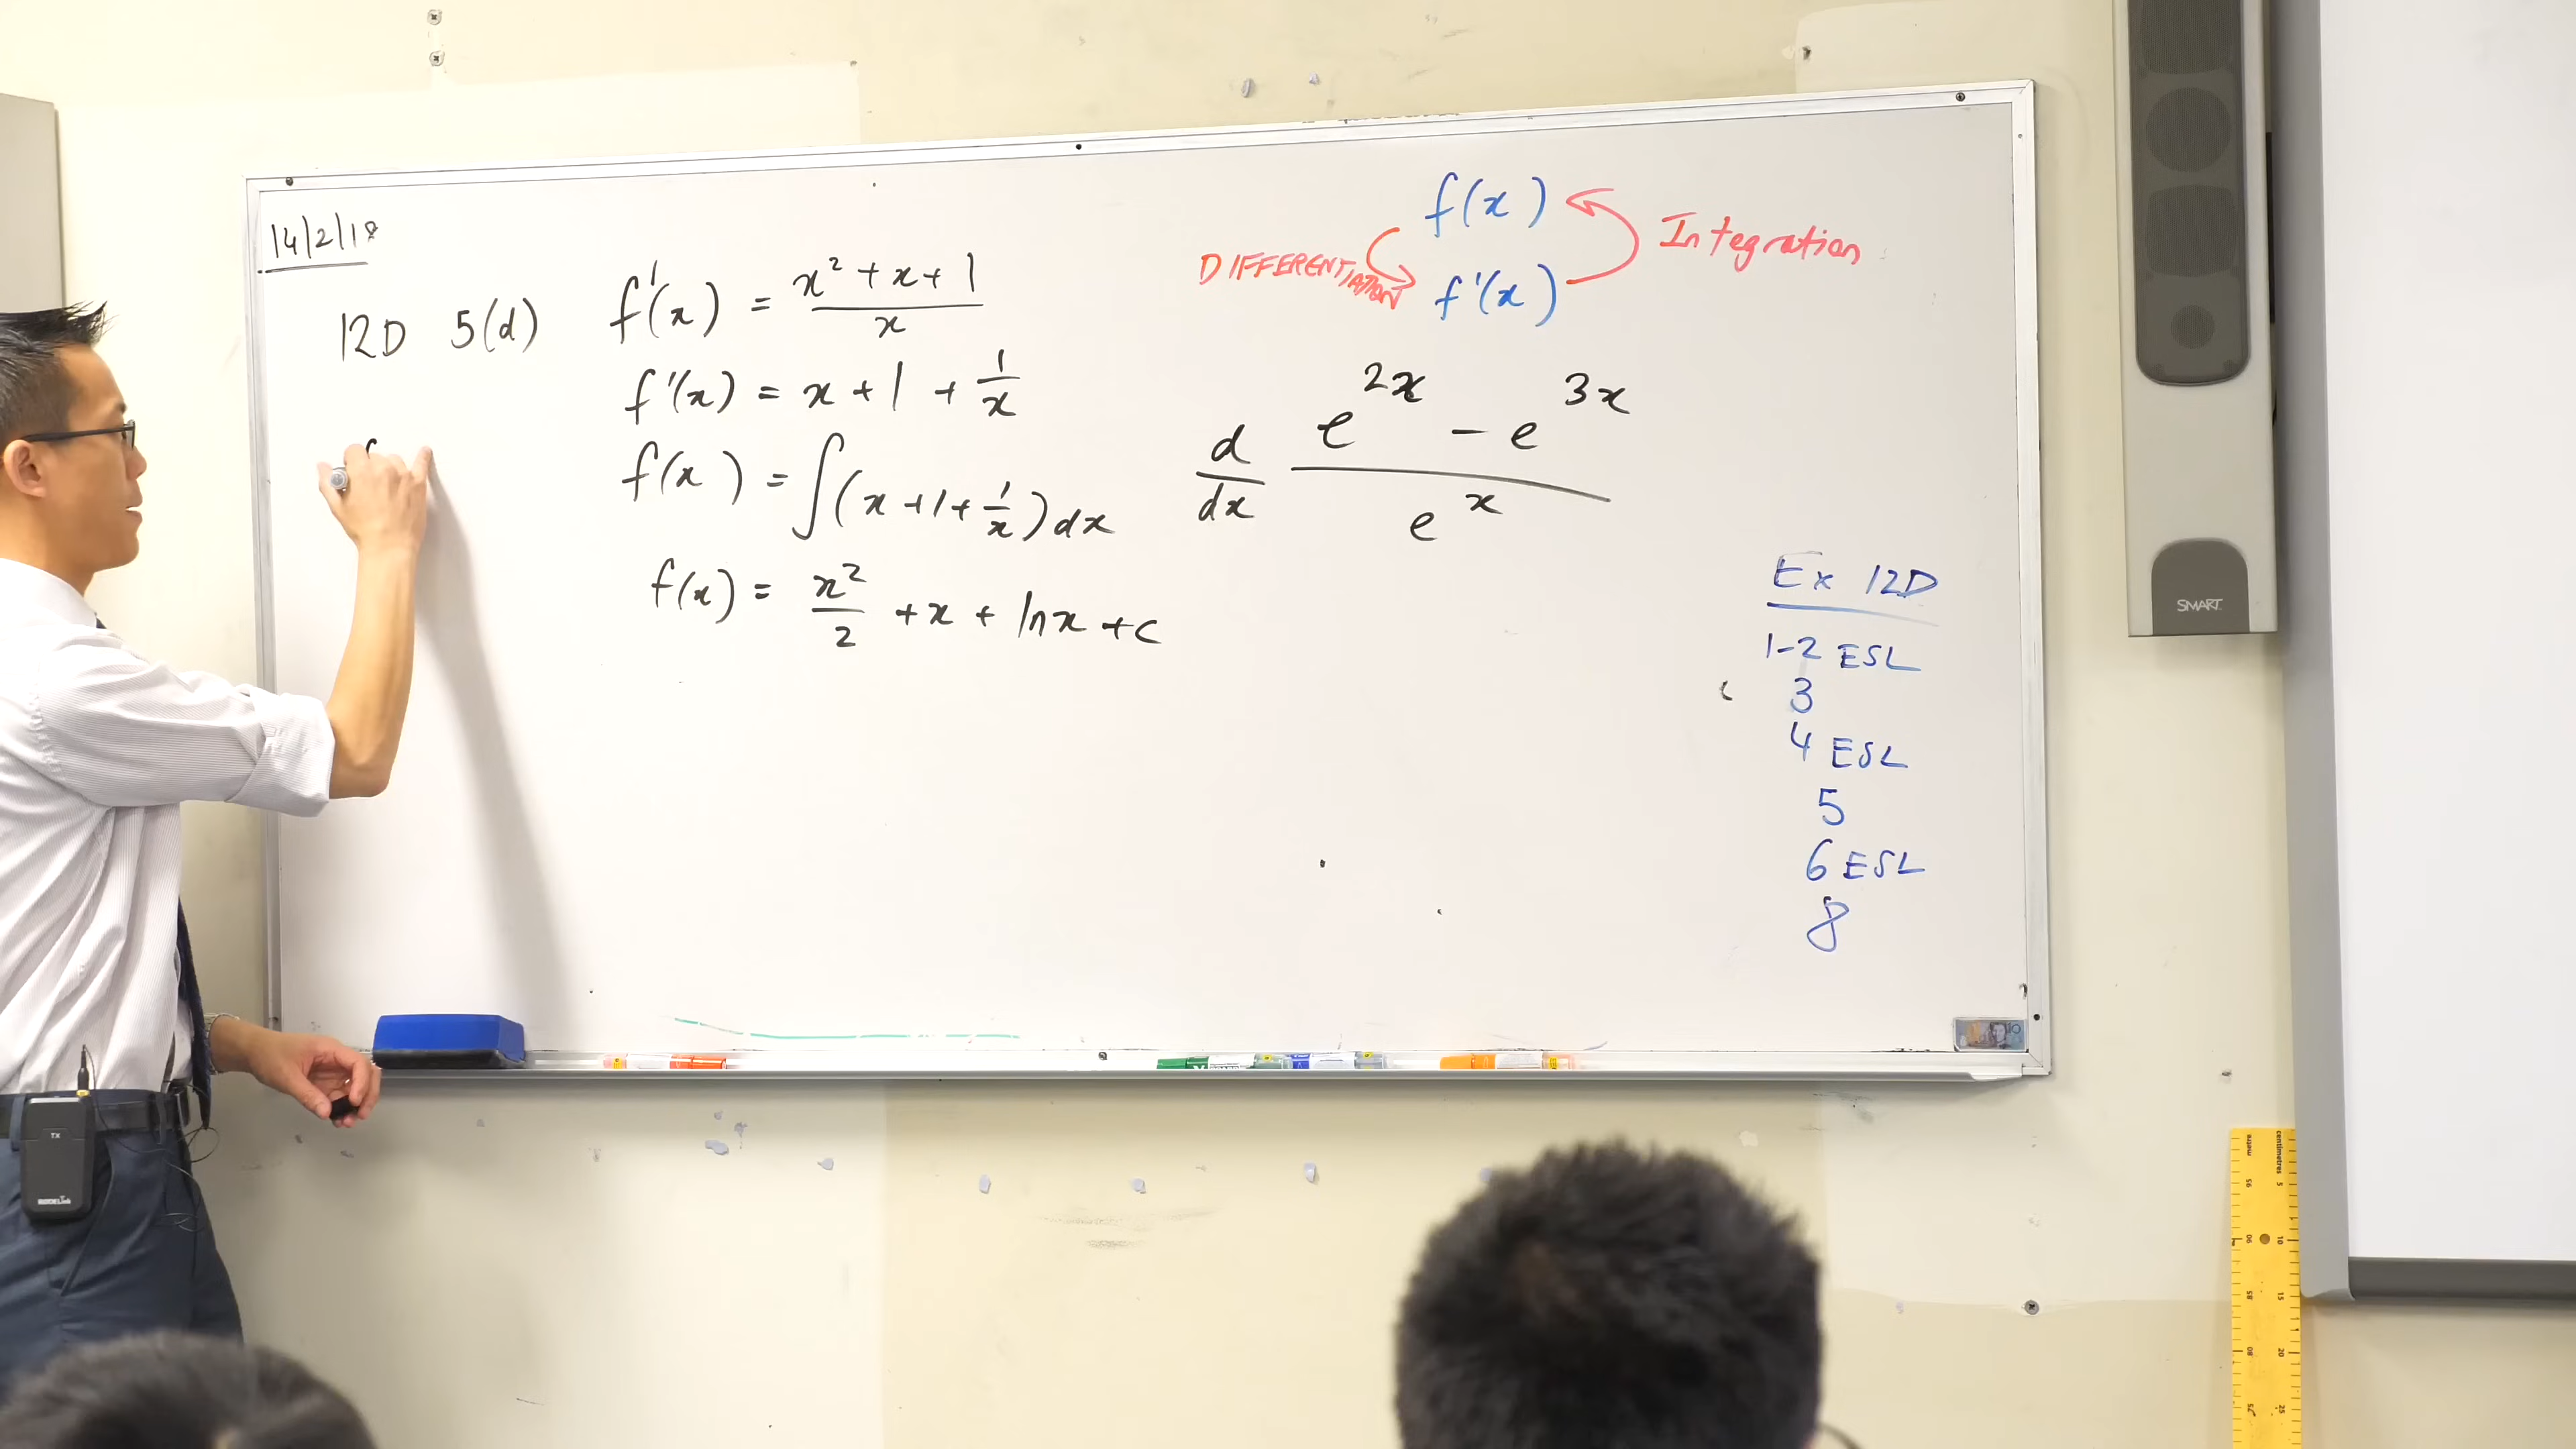 14/2/18
12D 5(d) f'(x) = x² + x + 1 / x
f'(x) = x + 1 + 1/x
f(x) = ∫(x + 1 + 1/x) dx
f(x) = x²/2 + x + ln x + c
f(x)
DIFFERENTIATION
Integration
f'(x)
d/dx e^2x - e^3x / e^x
Ex 12D
1-2 ESL
3
4 ESL
5
6 ESL
8
SMART
TX